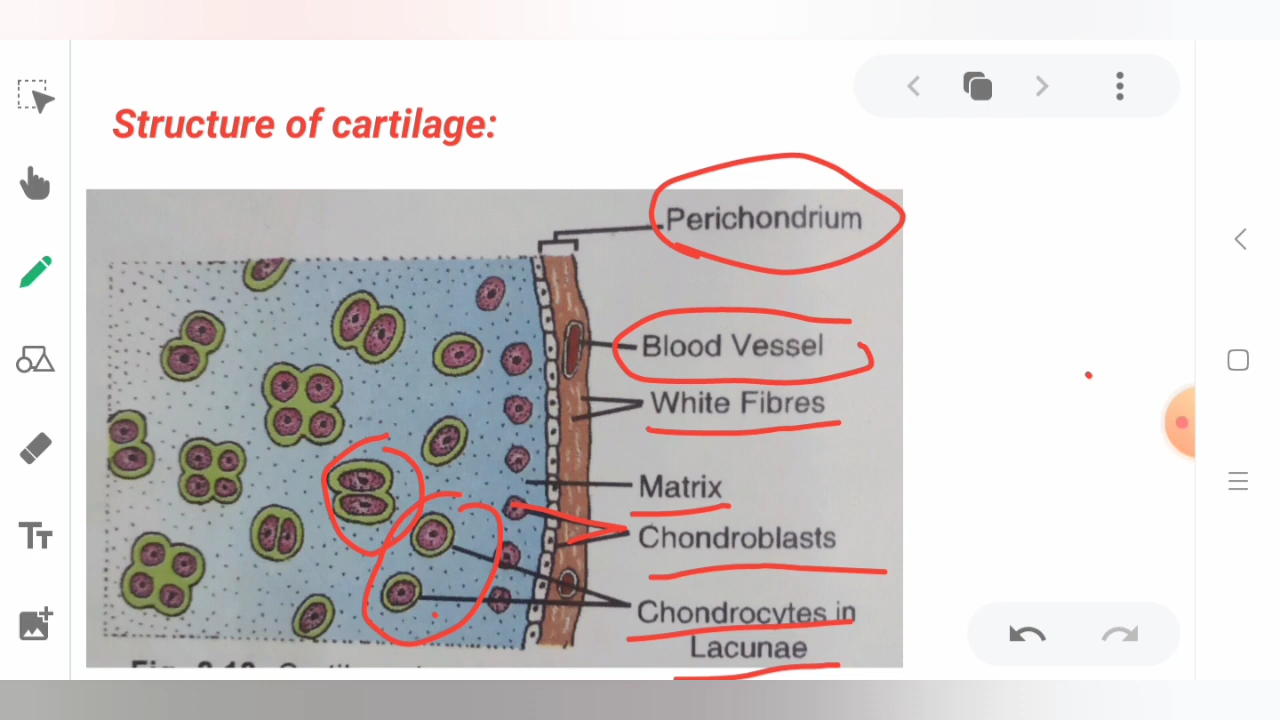 Structure of cartilage:
Perichondrium
Blood Vessel
White Fibres
Matrix
Chondroblasts
Chondrocytes in
Lacunae